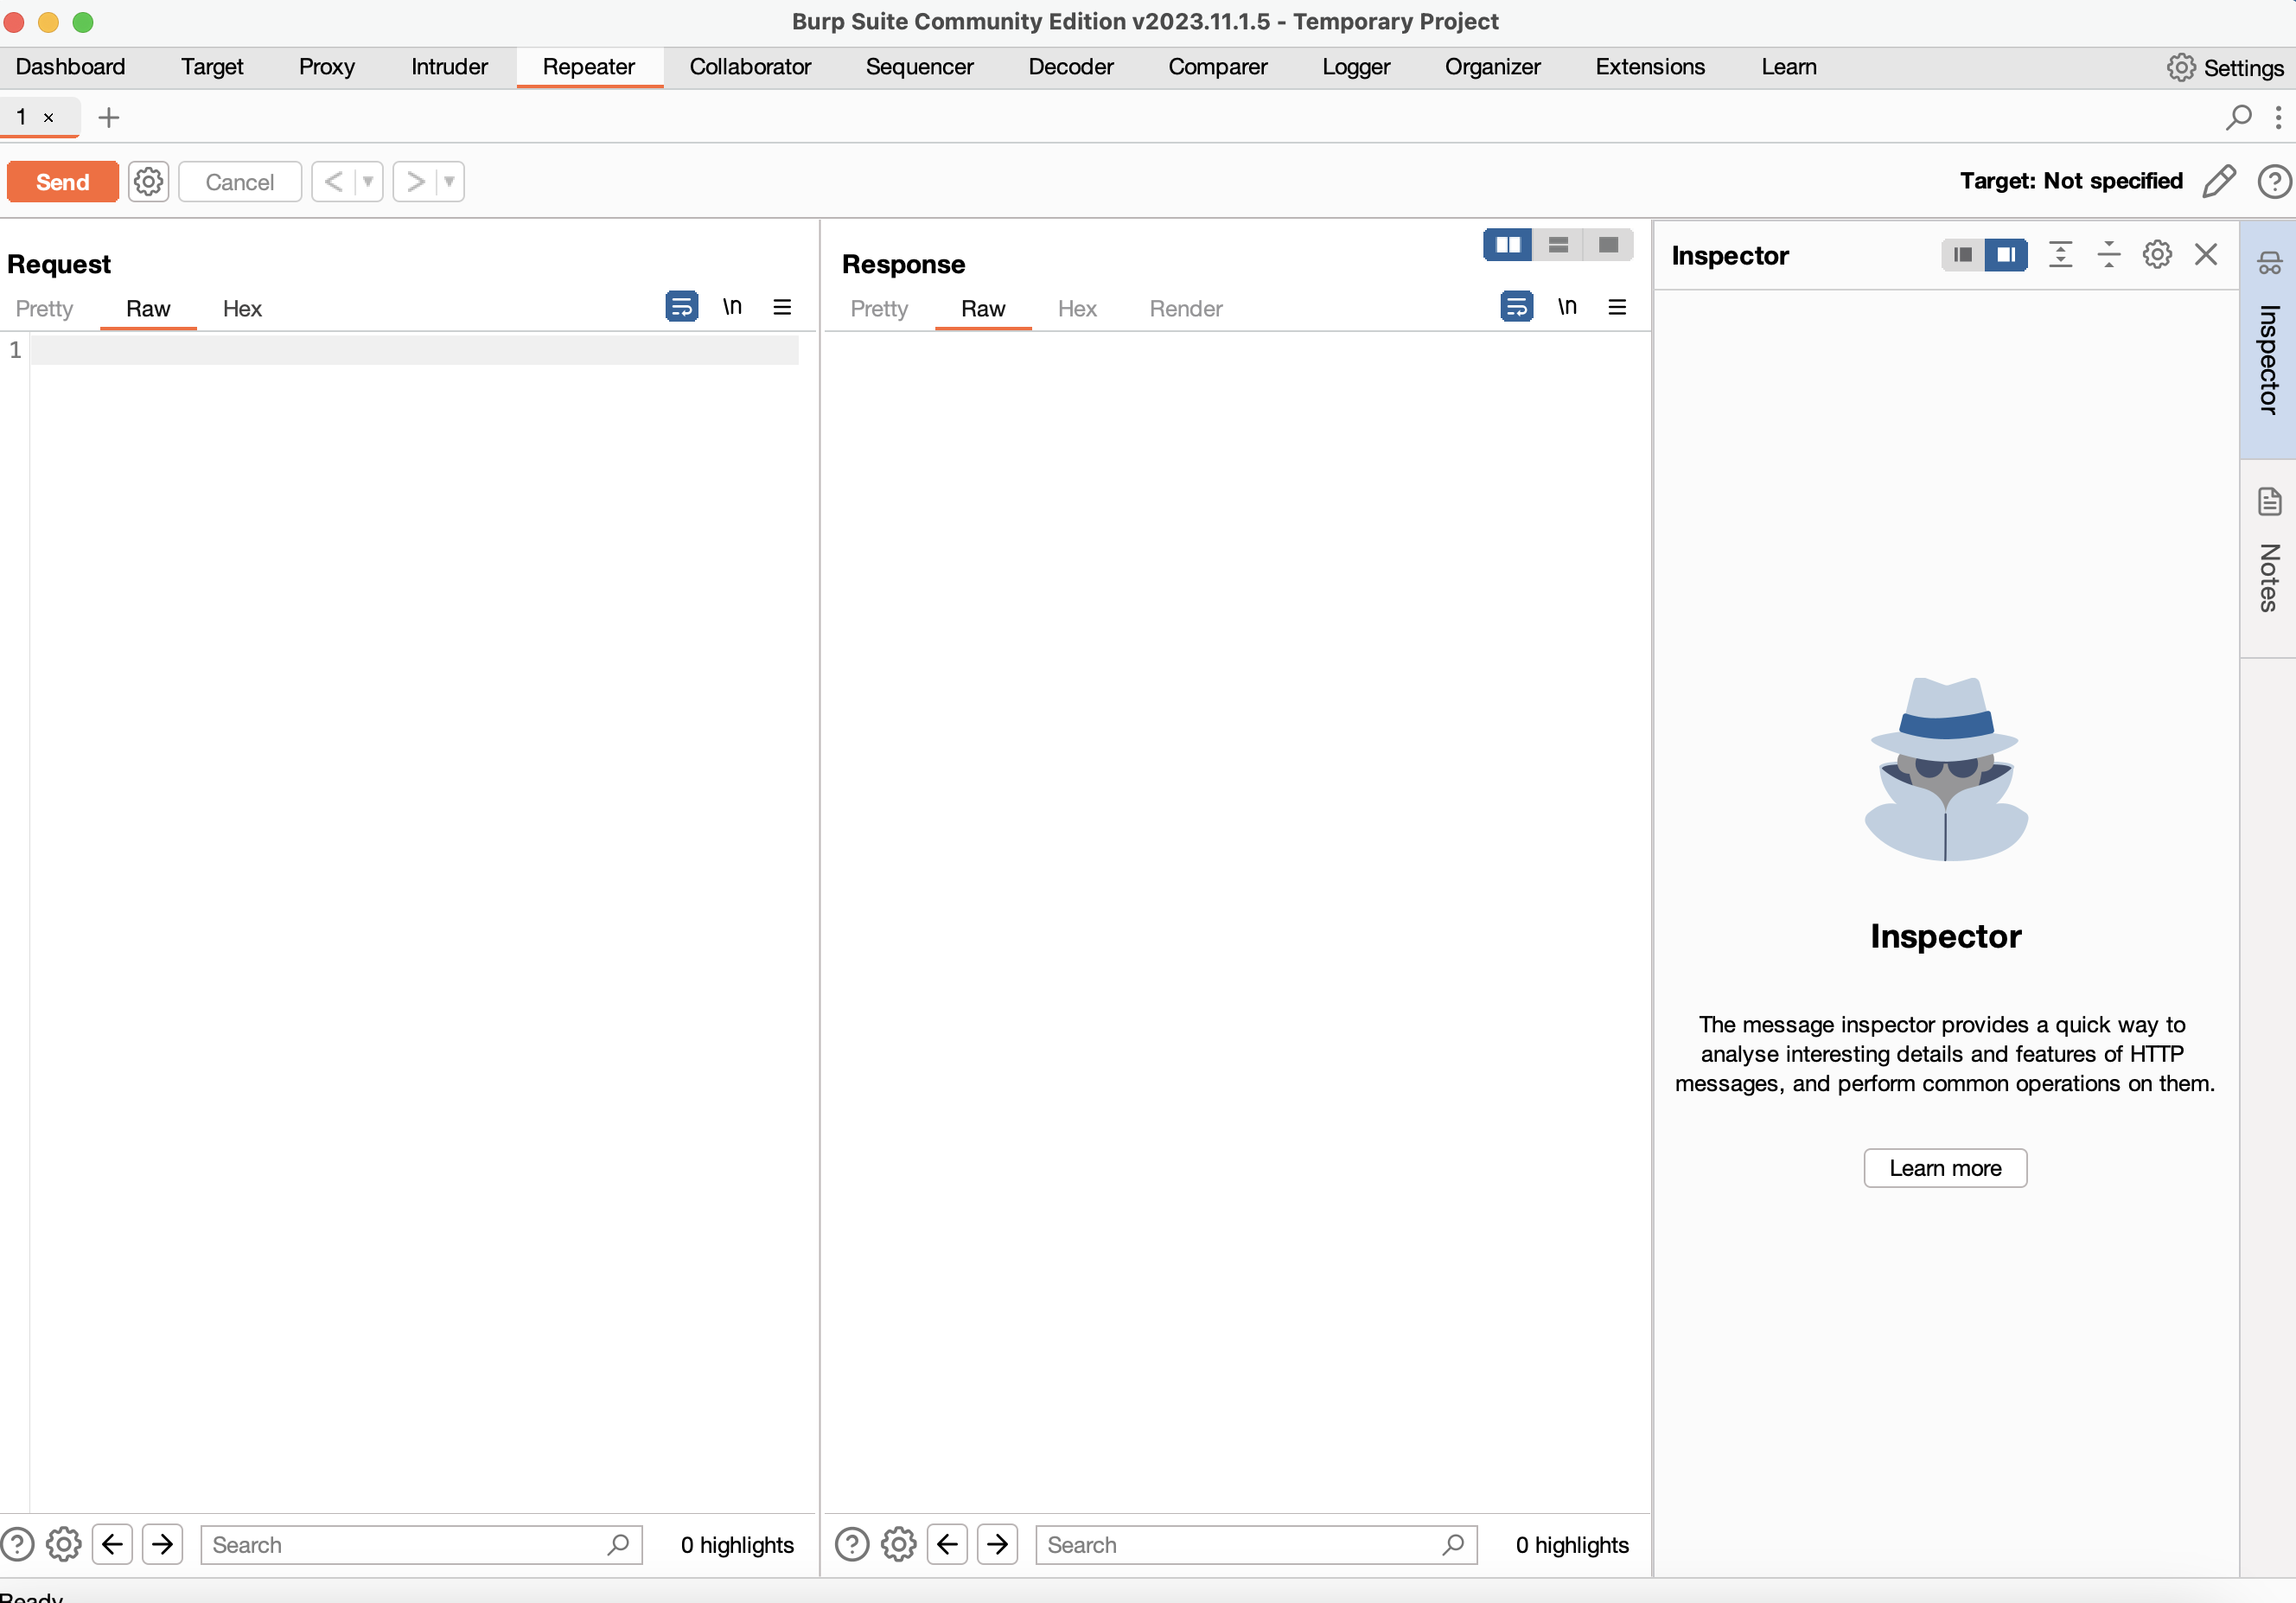 Burp Suite Community Edition v2023.11.1.5 - Temporary Project
Dashboard Target Proxy Intruder Repeater Collaborator Sequencer Decoder Comparer Logger Organizer Extensions Learn Settings
1 × +
Send Cancel < > Target: Not specified ?
Request
Pretty Raw Hex \n
1
? Search 0 highlights
Response
Pretty Raw Hex Render \n
? Search 0 highlights
Inspector
Inspector
The message inspector provides a quick way to
analyse interesting details and features of HTTP
messages, and perform common operations on them.
Learn more
Inspector
Notes
Ready